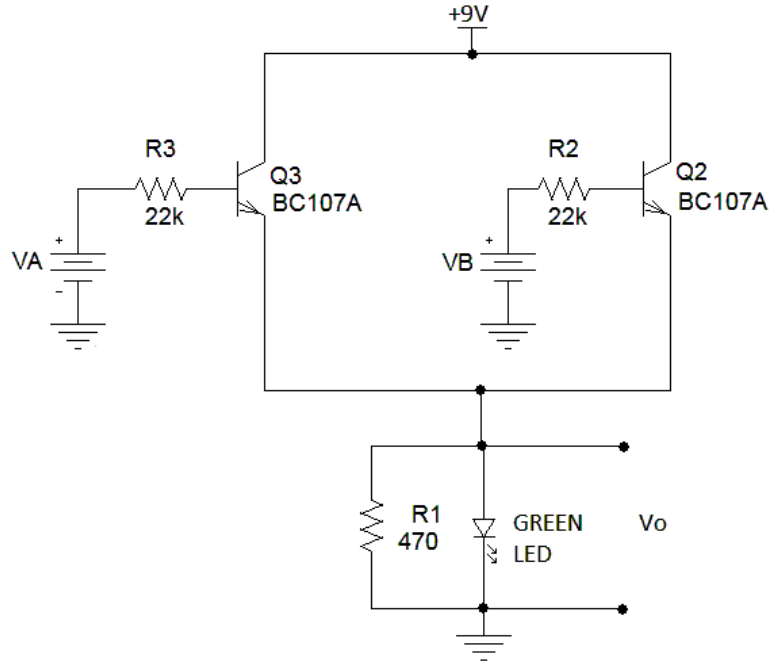 +9V
R3
22k
Q3
BC107A
R2
22k
Q2
BC107A
+
VA
-
+
VB
R1
470
GREEN
LED
Vo